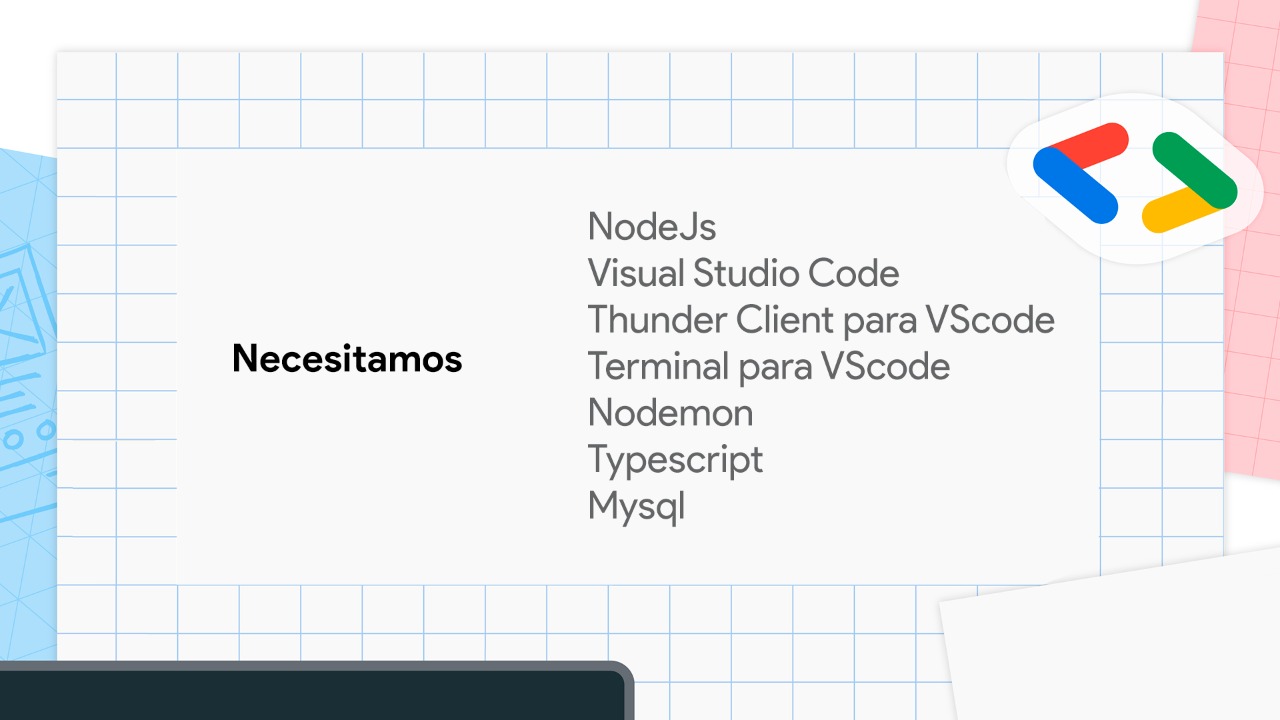 Necesitamos
NodeJs
Visual Studio Code
Thunder Client para VScode
Terminal para VScode
Nodemon
Typescript
Mysql